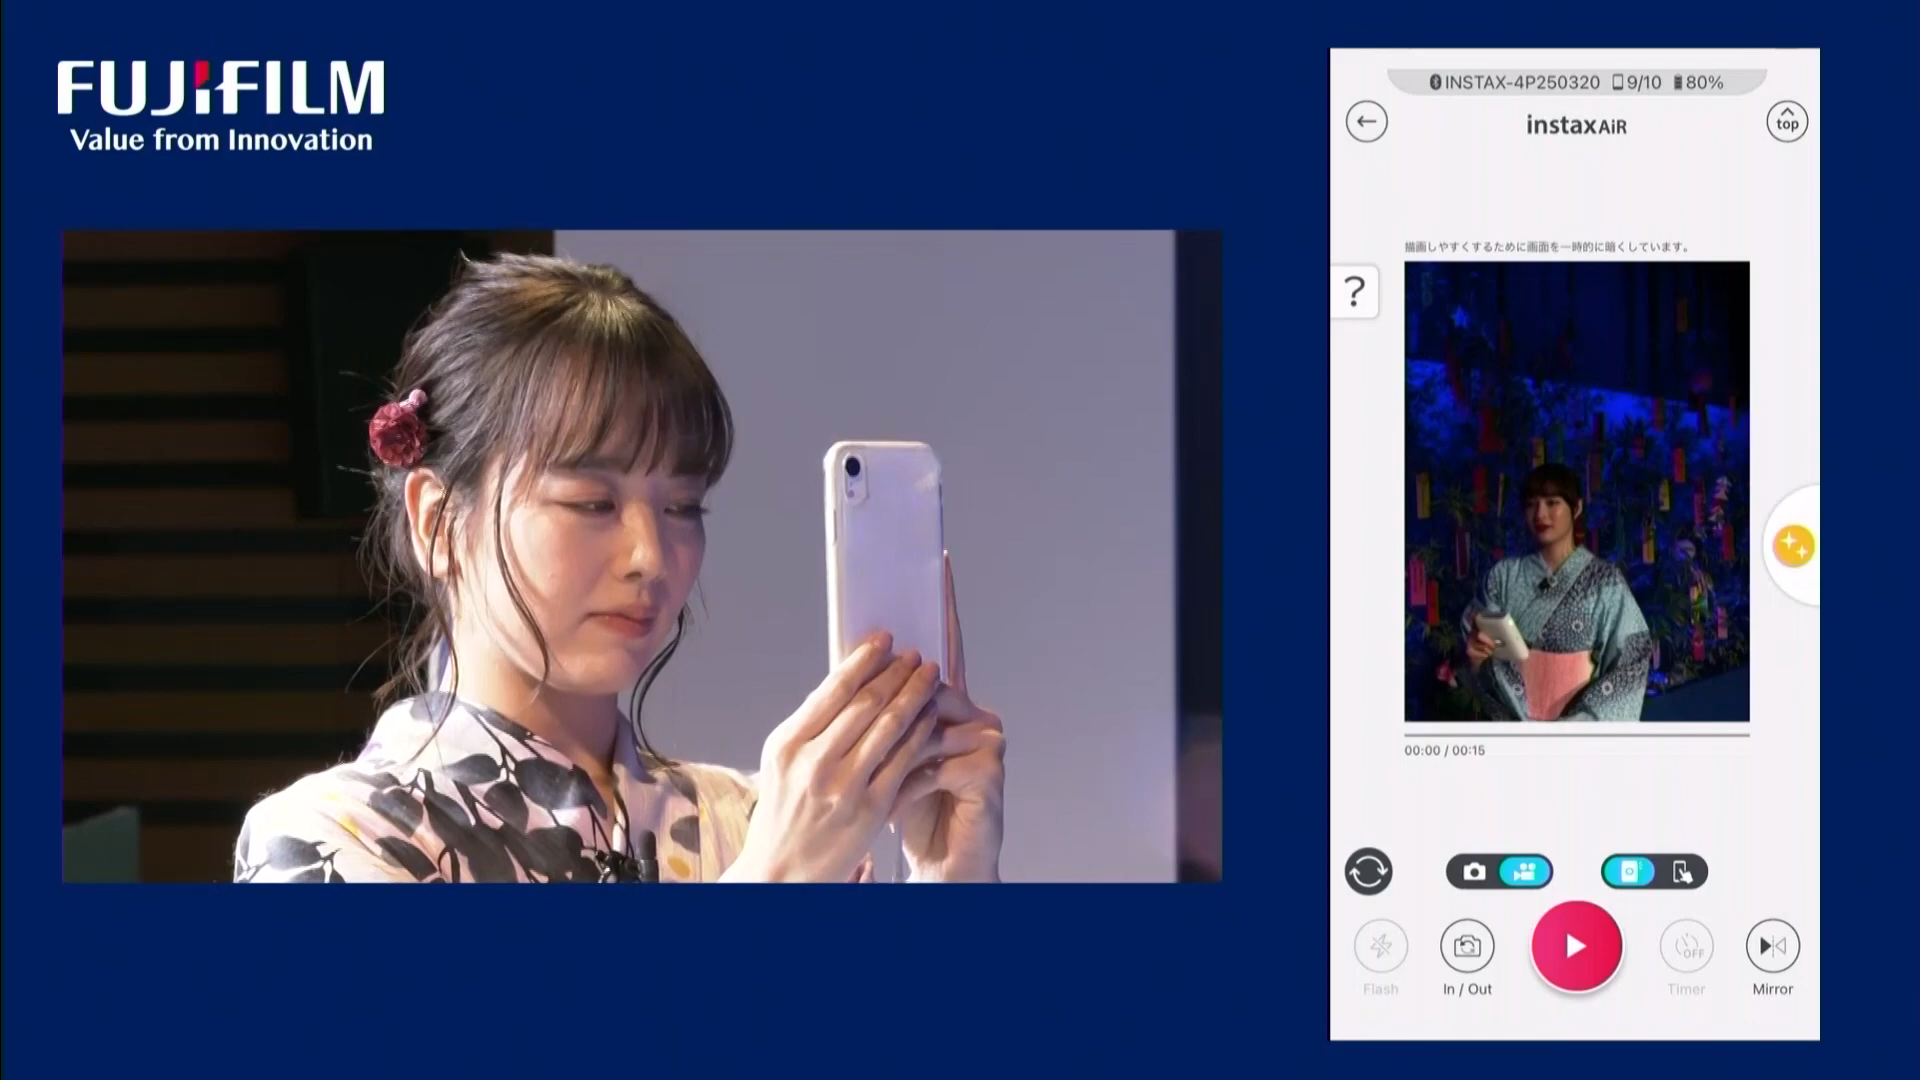 FUJIFILM
Value from Innovation
INSTAX-4P250320 9/10 80%
instaxAiR
top
描画しやすくするために画面を一時的に暗くしています。
?
00:00 / 00:15
OFF
Flash
In / Out
Timer
Mirror